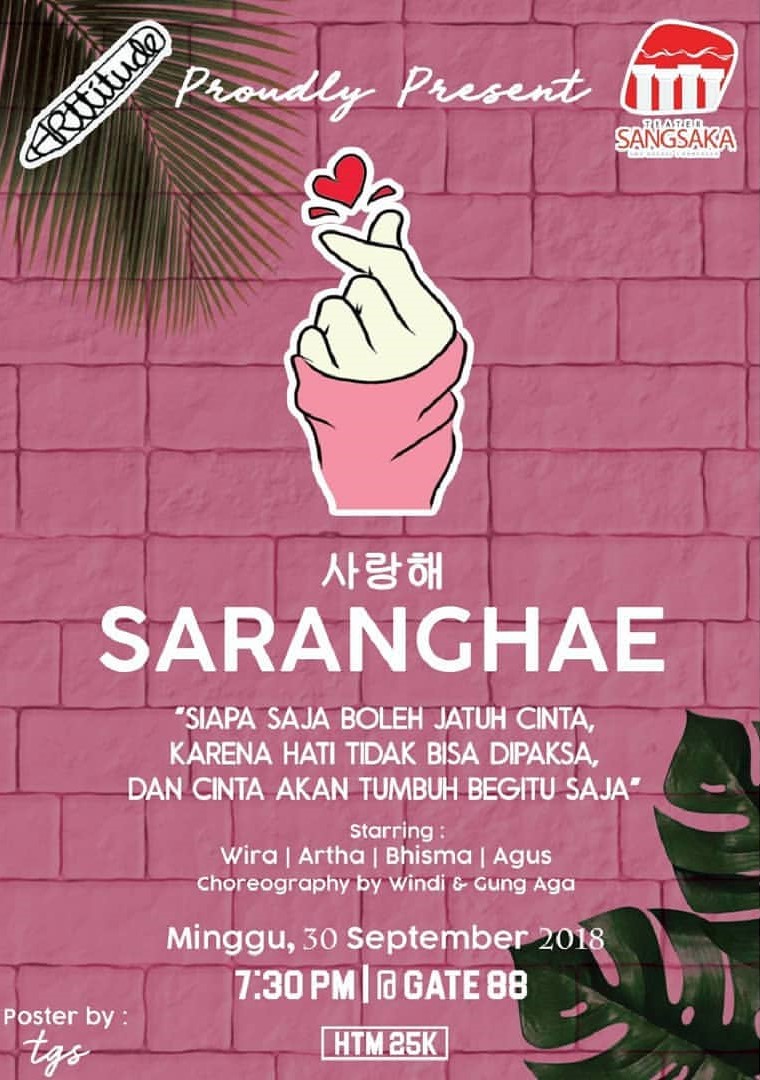 ARTtitude
Proudly Present
TEATER
SANGSAKA
사랑해
SARANGHAE
"SIAPA SAJA BOLEH JATUH CINTA,
KARENA HATI TIDAK BISA DIPAKSA,
DAN CINTA AKAN TUMBUH BEGITU SAJA"
Starring :
Wira | Artha | Bhisma | Agus
Choreography by Windi & Gung Aga
Minggu, 30 September 2018
7:30 PM | @ GATE 88
Poster by :
tgs
HTM 25K